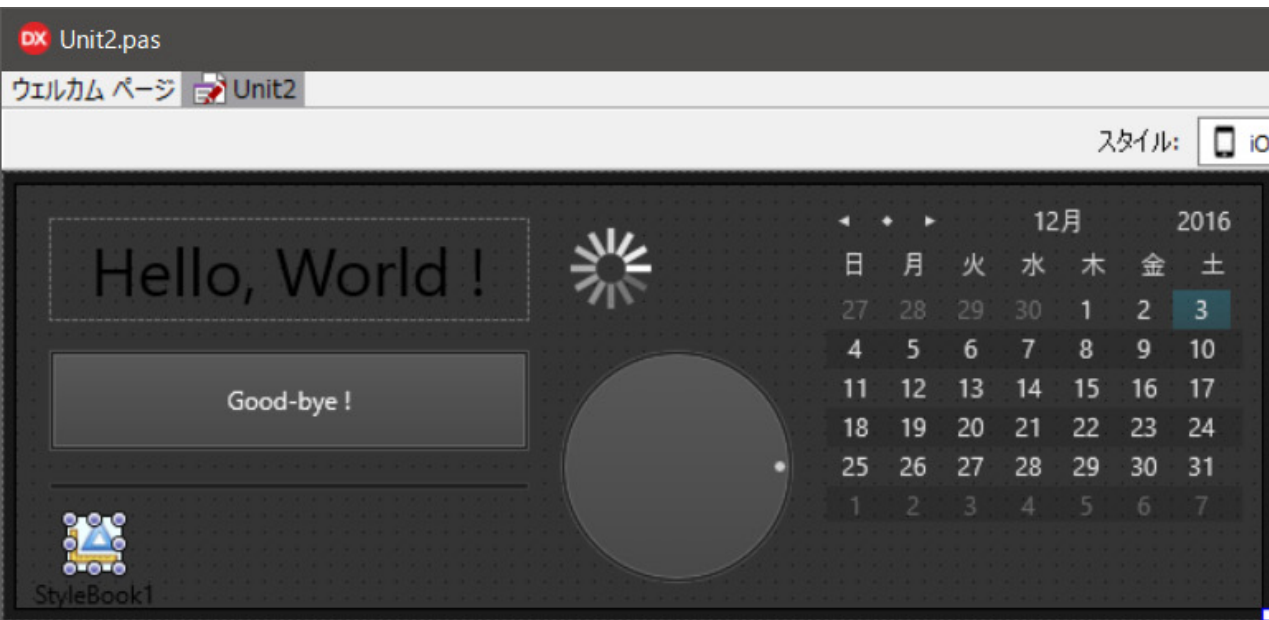 DX Unit2.pas
ウェルカム ページ Unit2
スタイル: iO
Hello, World !
Good-bye !
StyleBook1
12月 2016
日 月 火 水 木 金 土
27 28 29 30 1 2 3
4 5 6 7 8 9 10
11 12 13 14 15 16 17
18 19 20 21 22 23 24
25 26 27 28 29 30 31
1 2 3 4 5 6 7